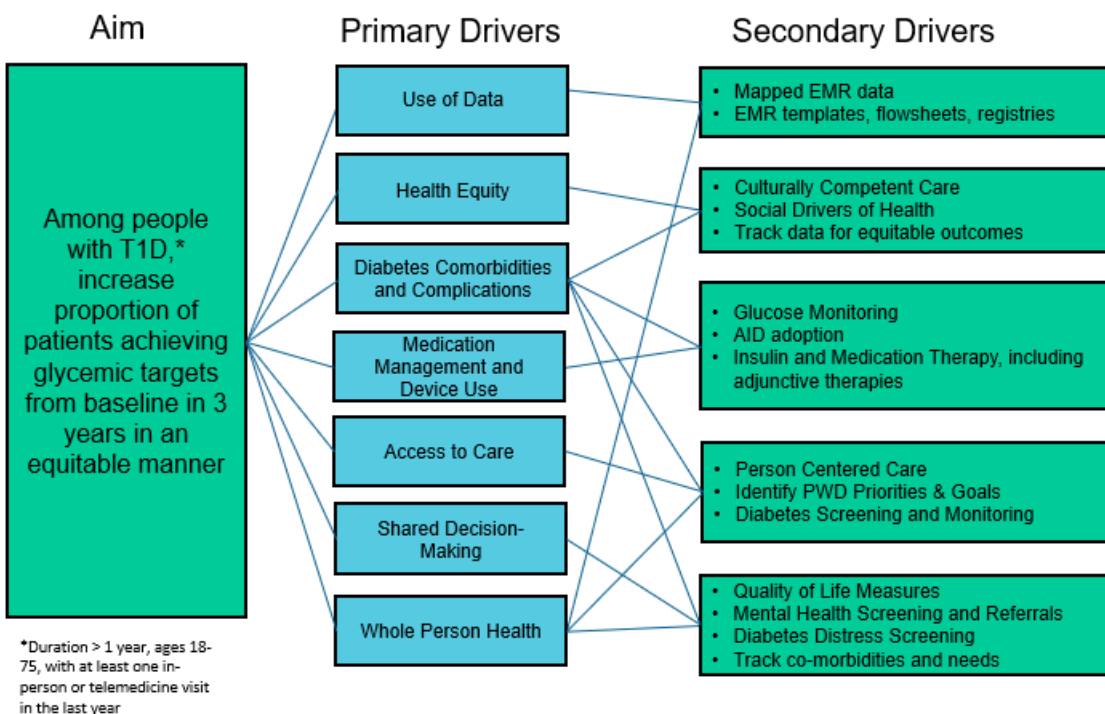 Aim
Among people
with T1D,*
increase
proportion of
patients achieving
glycemic targets
from baseline in 3
years in an
equitable manner
*Duration > 1 year, ages 18-
75, with at least one in-
person or telemedicine visit
in the last year
Primary Drivers
Use of Data
Health Equity
Diabetes Comorbidities
and Complications
Medication
Management and
Device Use
Access to Care
Shared Decision-
Making
Whole Person Health
Secondary Drivers
• Mapped EMR data
• EMR templates, flowsheets, registries
• Culturally Competent Care
• Social Drivers of Health
• Track data for equitable outcomes
• Glucose Monitoring
• AID adoption
• Insulin and Medication Therapy, including
adjunctive therapies
• Person Centered Care
• Identify PWD Priorities & Goals
• Diabetes Screening and Monitoring
• Quality of Life Measures
• Mental Health Screening and Referrals
• Diabetes Distress Screening
• Track co-morbidities and needs